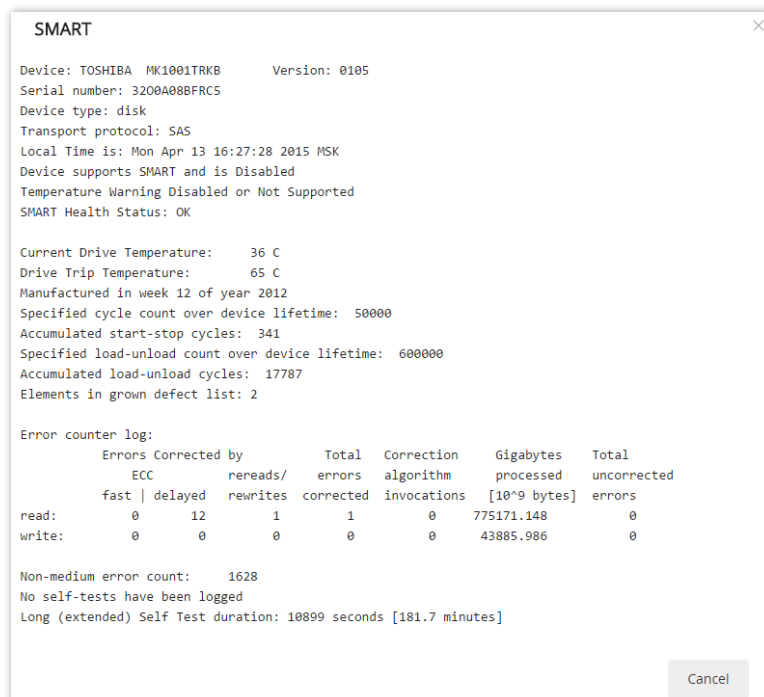 SMART
×
Device: TOSHIBA  MK1001TRKB       Version: 0105
Serial number: 32O0A08BFRC5
Device type: disk
Transport protocol: SAS
Local Time is: Mon Apr 13 16:27:28 2015 MSK
Device supports SMART and is Disabled
Temperature Warning Disabled or Not Supported
SMART Health Status: OK
Current Drive Temperature:     36 C
Drive Trip Temperature:        65 C
Manufactured in week 12 of year 2012
Specified cycle count over device lifetime:  50000
Accumulated start-stop cycles:  341
Specified load-unload count over device lifetime:  600000
Accumulated load-unload cycles:  17787
Elements in grown defect list: 2
Error counter log:
           Errors Corrected by           Total   Correction     Gigabytes    Total
               ECC          rereads/    errors   algorithm      processed    uncorrected
           fast | delayed   rewrites  corrected  invocations   [10^9 bytes]  errors
read:          0       12         1         1          0     775171.148           0
write:         0        0         0         0          0      43885.986           0
Non-medium error count:     1628
No self-tests have been logged
Long (extended) Self Test duration: 10899 seconds [181.7 minutes]
Cancel